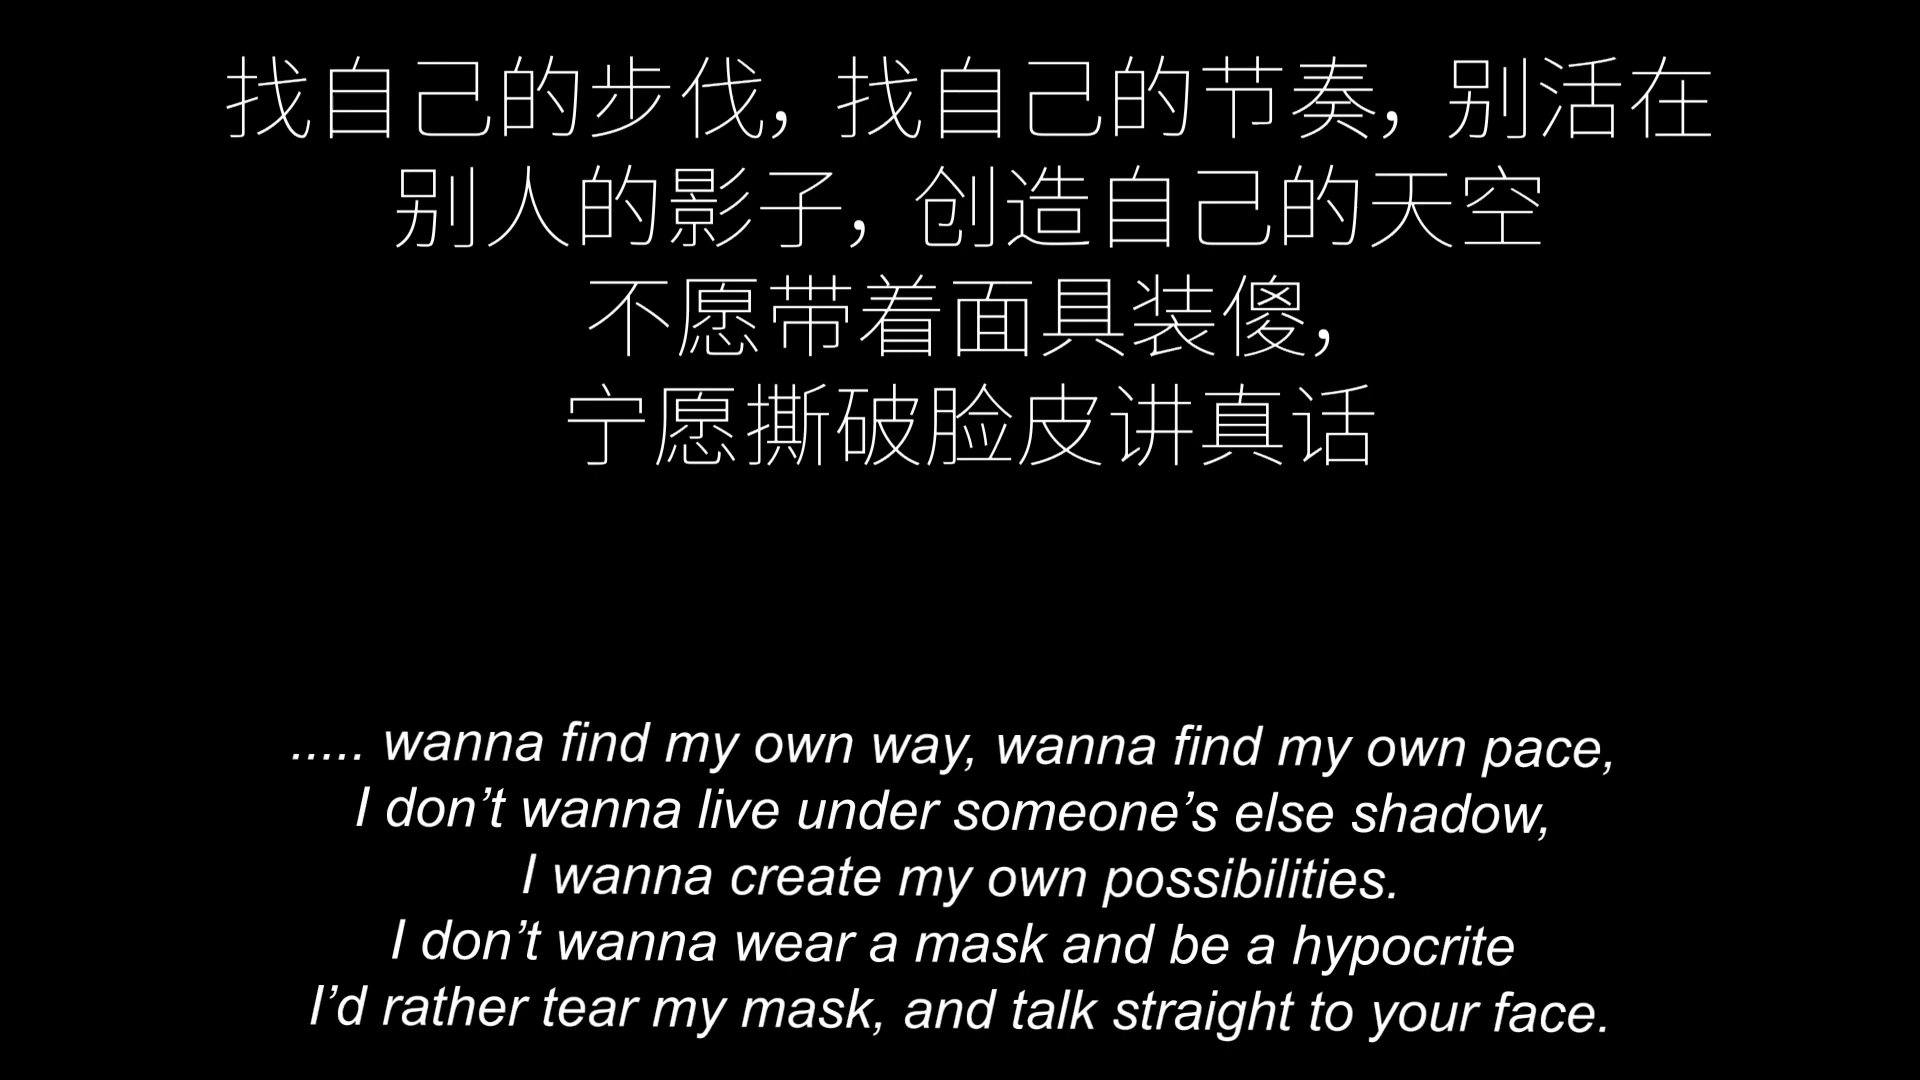 找自己的步伐，找自己的节奏，别活在
别人的影子，创造自己的天空
不愿带着面具装傻，
宁愿撕破脸皮讲真话
..... wanna find my own way, wanna find my own pace,
I don’t wanna live under someone’s else shadow,
I wanna create my own possibilities.
I don’t wanna wear a mask and be a hypocrite
I’d rather tear my mask, and talk straight to your face.